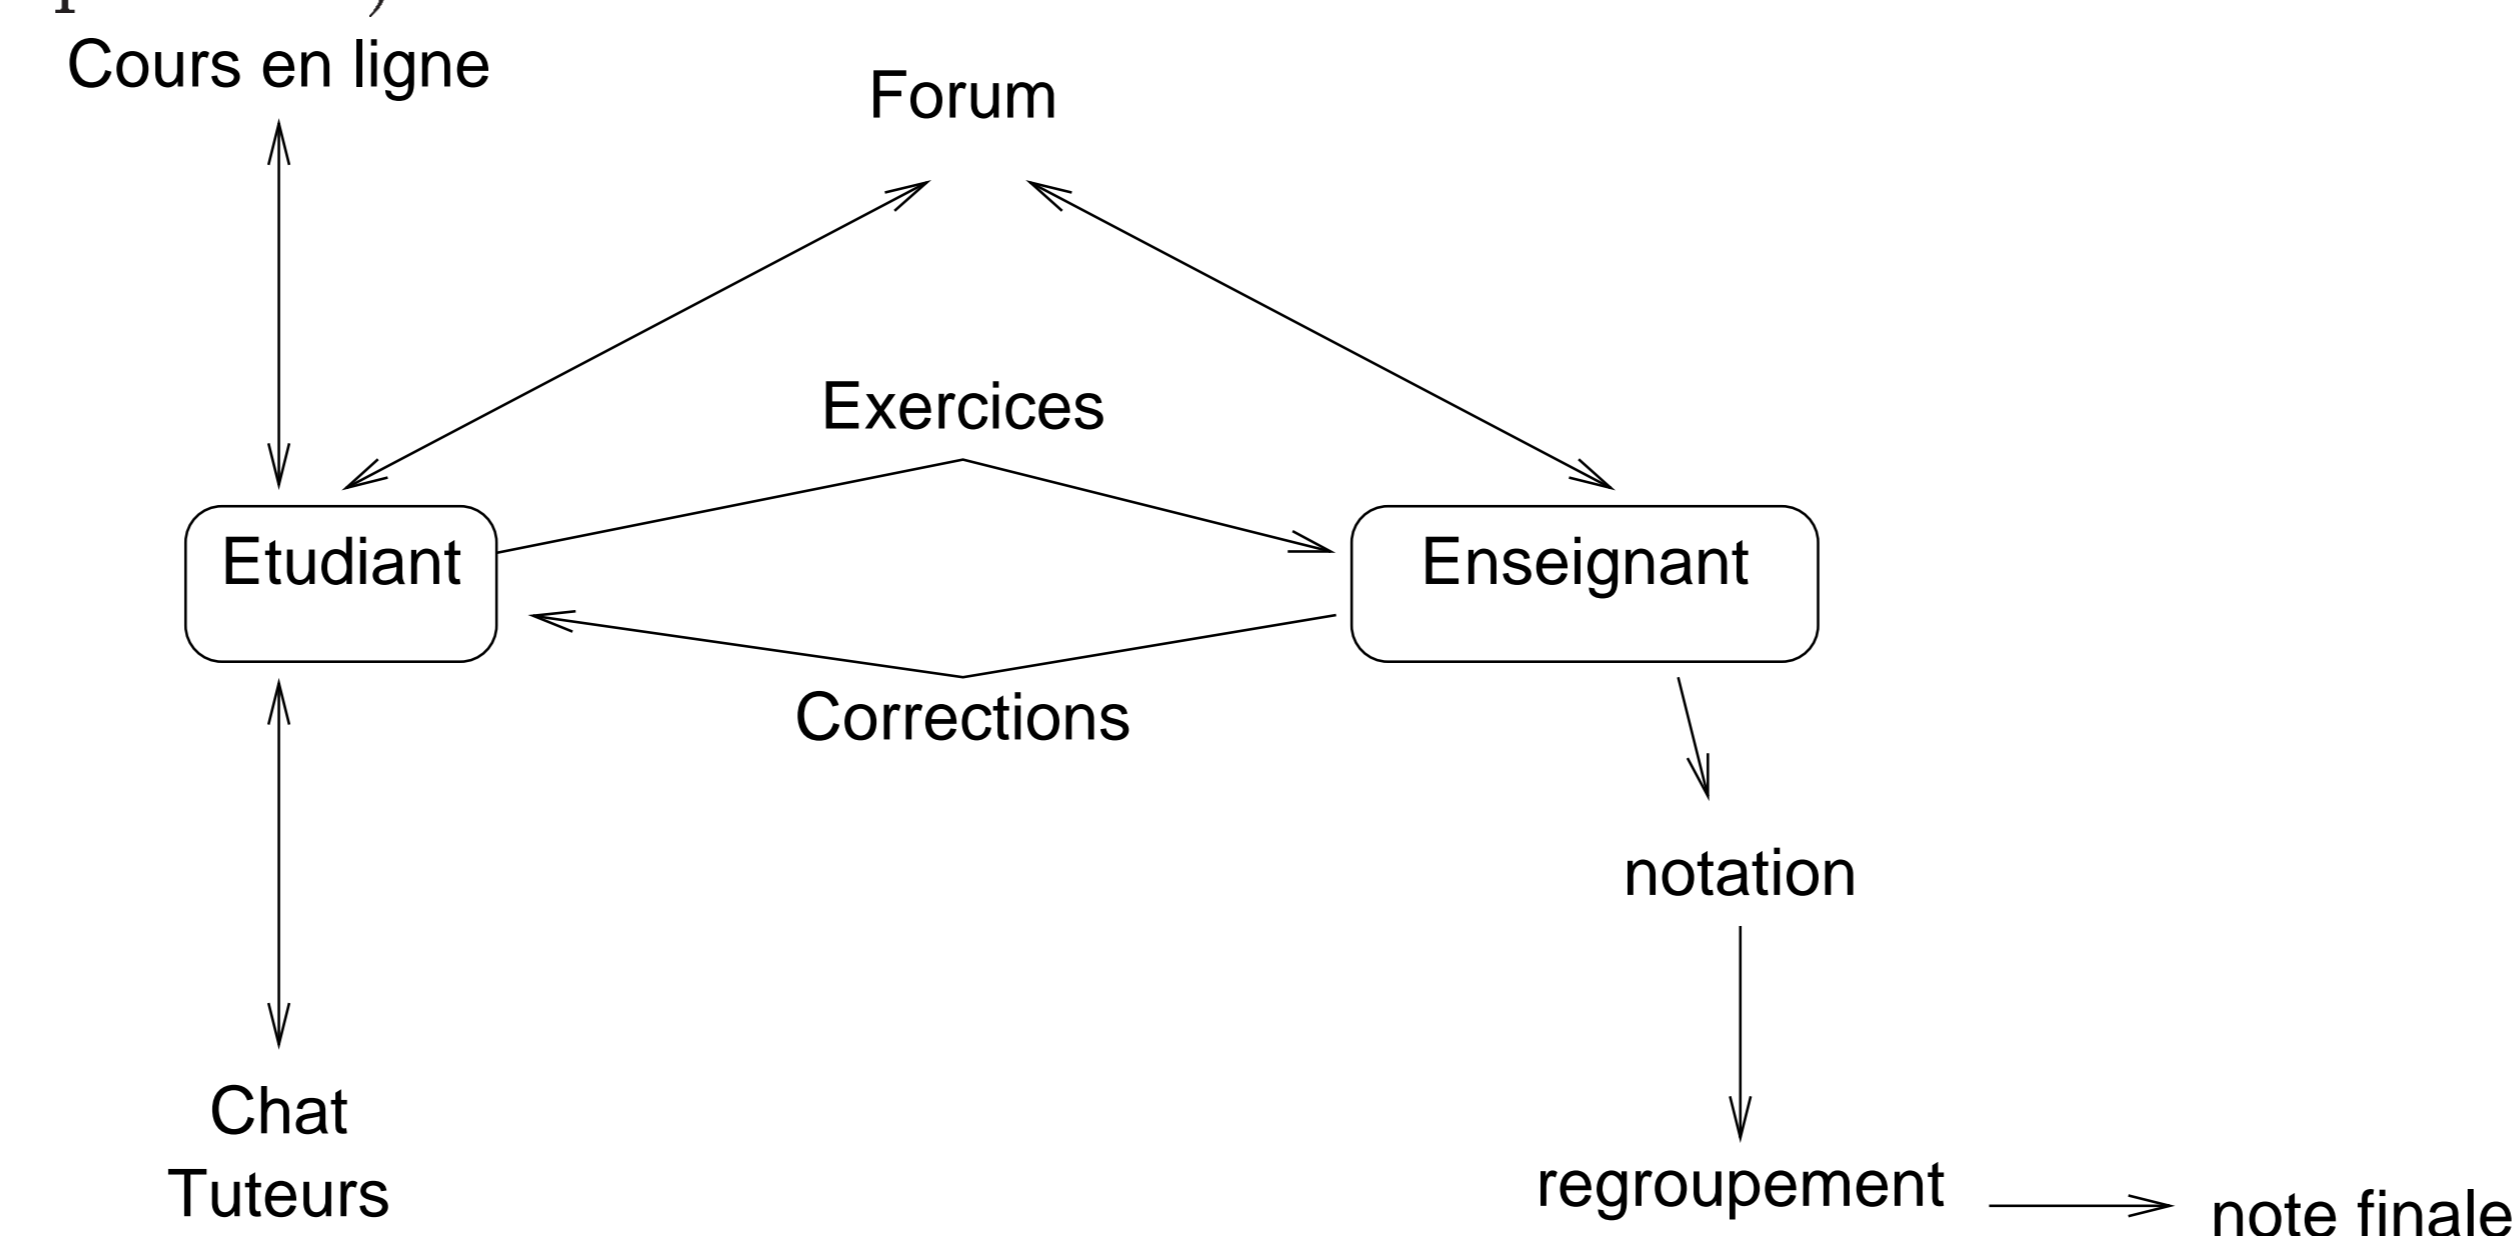 Cours en ligne
Forum
Exercices
Etudiant
Enseignant
Corrections
notation
Chat
Tuteurs
regroupement
note finale